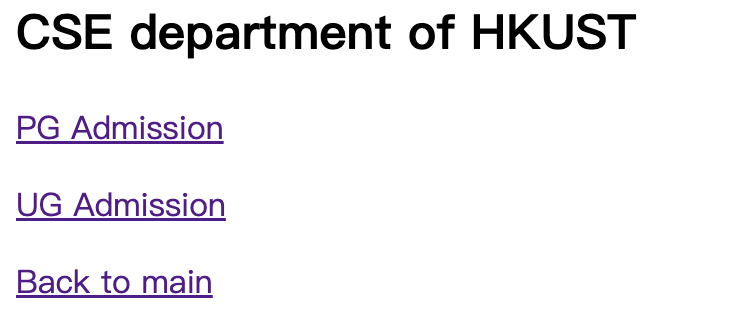 CSE department of HKUST
PG Admission
UG Admission
Back to main